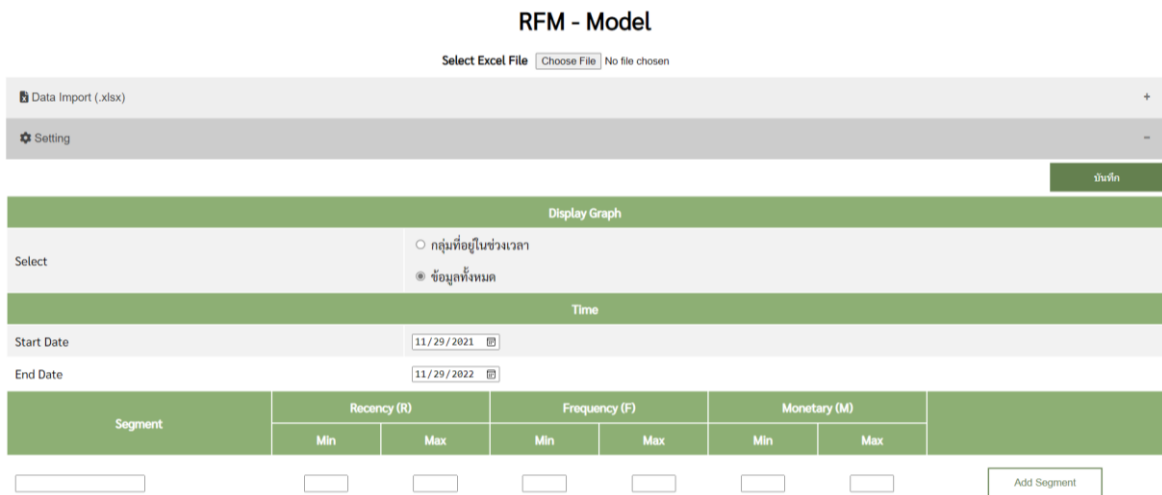 RFM - Model
Select Excel File Choose File No file chosen
Data Import (.xlsx) +
Setting −
บันทึก
Display Graph
Select
กลุ่มที่อยู่ในช่วงเวลา
ข้อมูลทั้งหมด
Time
Start Date 11/29/2021
End Date 11/29/2022
Segment Recency (R) Frequency (F) Monetary (M)
Min Max Min Max Min Max
Add Segment